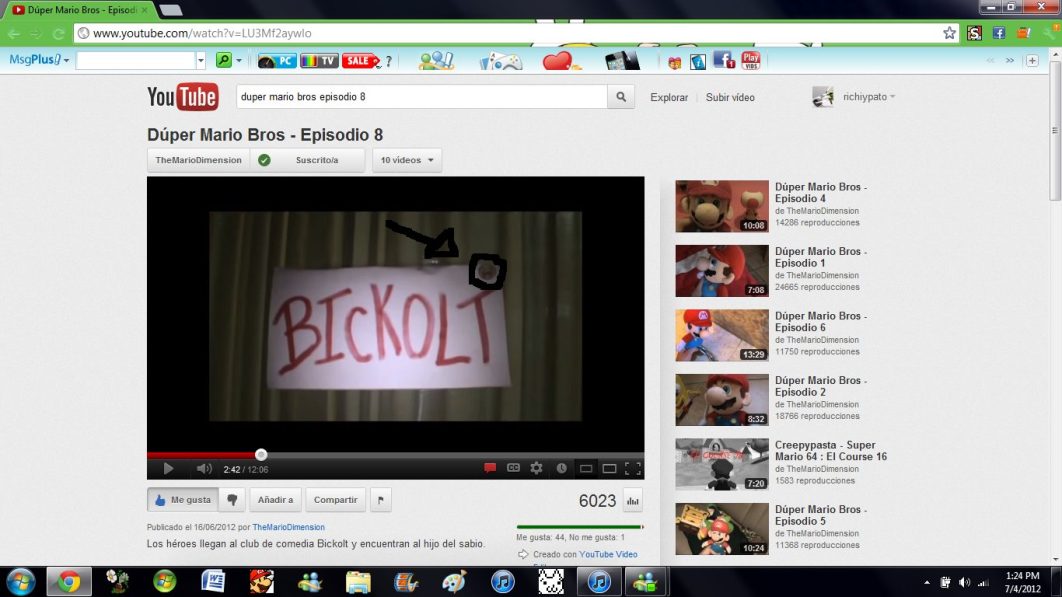 Dúper Mario Bros - Episodi
www.youtube.com/watch?v=LU3Mf2aywIo
MsgPlus! PC TV SALE ? f 1 Play VIDS
YouTube duper mario bros episodio 8 Explorar Subir vídeo richiypato
Dúper Mario Bros - Episodio 8
TheMarioDimension Suscrito/a 10 vídeos
BICKOLT
2:42 / 12:06 CC
Me gusta Añadir a Compartir 6023
Publicado el 16/06/2012 por TheMarioDimension
Los héroes llegan al club de comedia Bickolt y encuentran al hijo del sabio.
Me gusta: 44, No me gusta: 1
Creado con YouTube Video
Dúper Mario Bros -
Episodio 4
de TheMarioDimension
14286 reproducciones
10:08
Dúper Mario Bros -
Episodio 1
de TheMarioDimension
24665 reproducciones
7:08
Dúper Mario Bros -
Episodio 6
de TheMarioDimension
11750 reproducciones
13:29
Dúper Mario Bros -
Episodio 2
de TheMarioDimension
18766 reproducciones
8:32
Creepypasta - Super
Mario 64 : El Course 16
de TheMarioDimension
1583 reproducciones
7:20
Dúper Mario Bros -
Episodio 5
de TheMarioDimension
11368 reproducciones
10:24
1:24 PM
7/4/2012